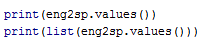 print(eng2sp.values())
print(list(eng2sp.values()))